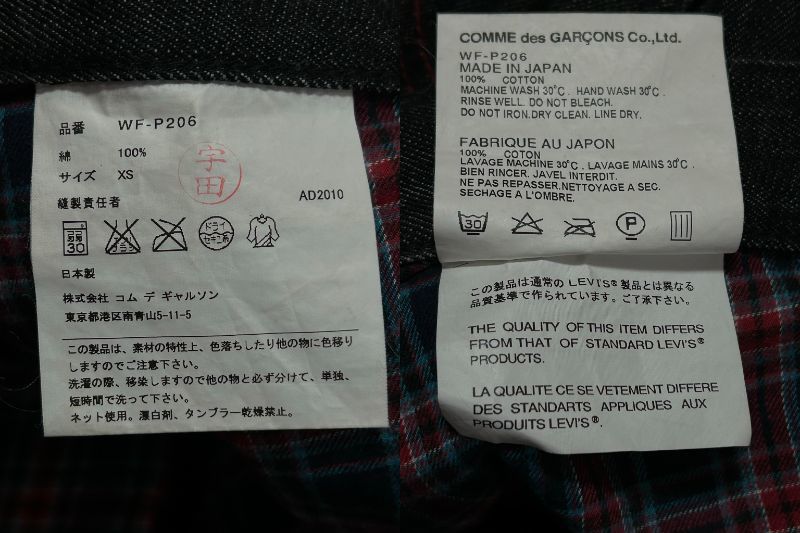 品番 WF-P206
綿 100%
サイズ XS
宇田
縫製責任者
AD2010
30
ドライ
セキユ系
日本製
株式会社 コム デ ギャルソン
東京都港区南青山5-11-5
この製品は、素材の特性上、色落ちしたり他の物に色移り
しますのでご注意下さい。
洗濯の際、移染しますので他の物と必ず分けて、単独、
短時間で洗って下さい。
ネット使用。漂白剤、タンブラー乾燥禁止。
COMME des GARÇONS Co.,Ltd.
WF-P206
MADE IN JAPAN
100% COTTON
MACHINE WASH 30°C . HAND WASH 30°C .
RINSE WELL. DO NOT BLEACH.
DO NOT IRON.DRY CLEAN. LINE DRY.
FABRIQUE AU JAPON
100% COTON
LAVAGE MACHINE 30°C . LAVAGE MAINS 30°C .
BIEN RINCER. JAVEL INTERDIT.
NE PAS REPASSER.NETTOYAGE A SEC.
SECHAGE A L'OMBRE.
30 P
この製品は通常の LEVI'S® 製品とは異なる
品質基準で作られています。ご了承下さい。
THE QUALITY OF THIS ITEM DIFFERS
FROM THAT OF STANDARD LEVI'S®
PRODUCTS.
LA QUALITE CE SE VETEMENT DIFFERE
DES STANDARTS APPLIQUES AUX
PRODUITS LEVI'S®.